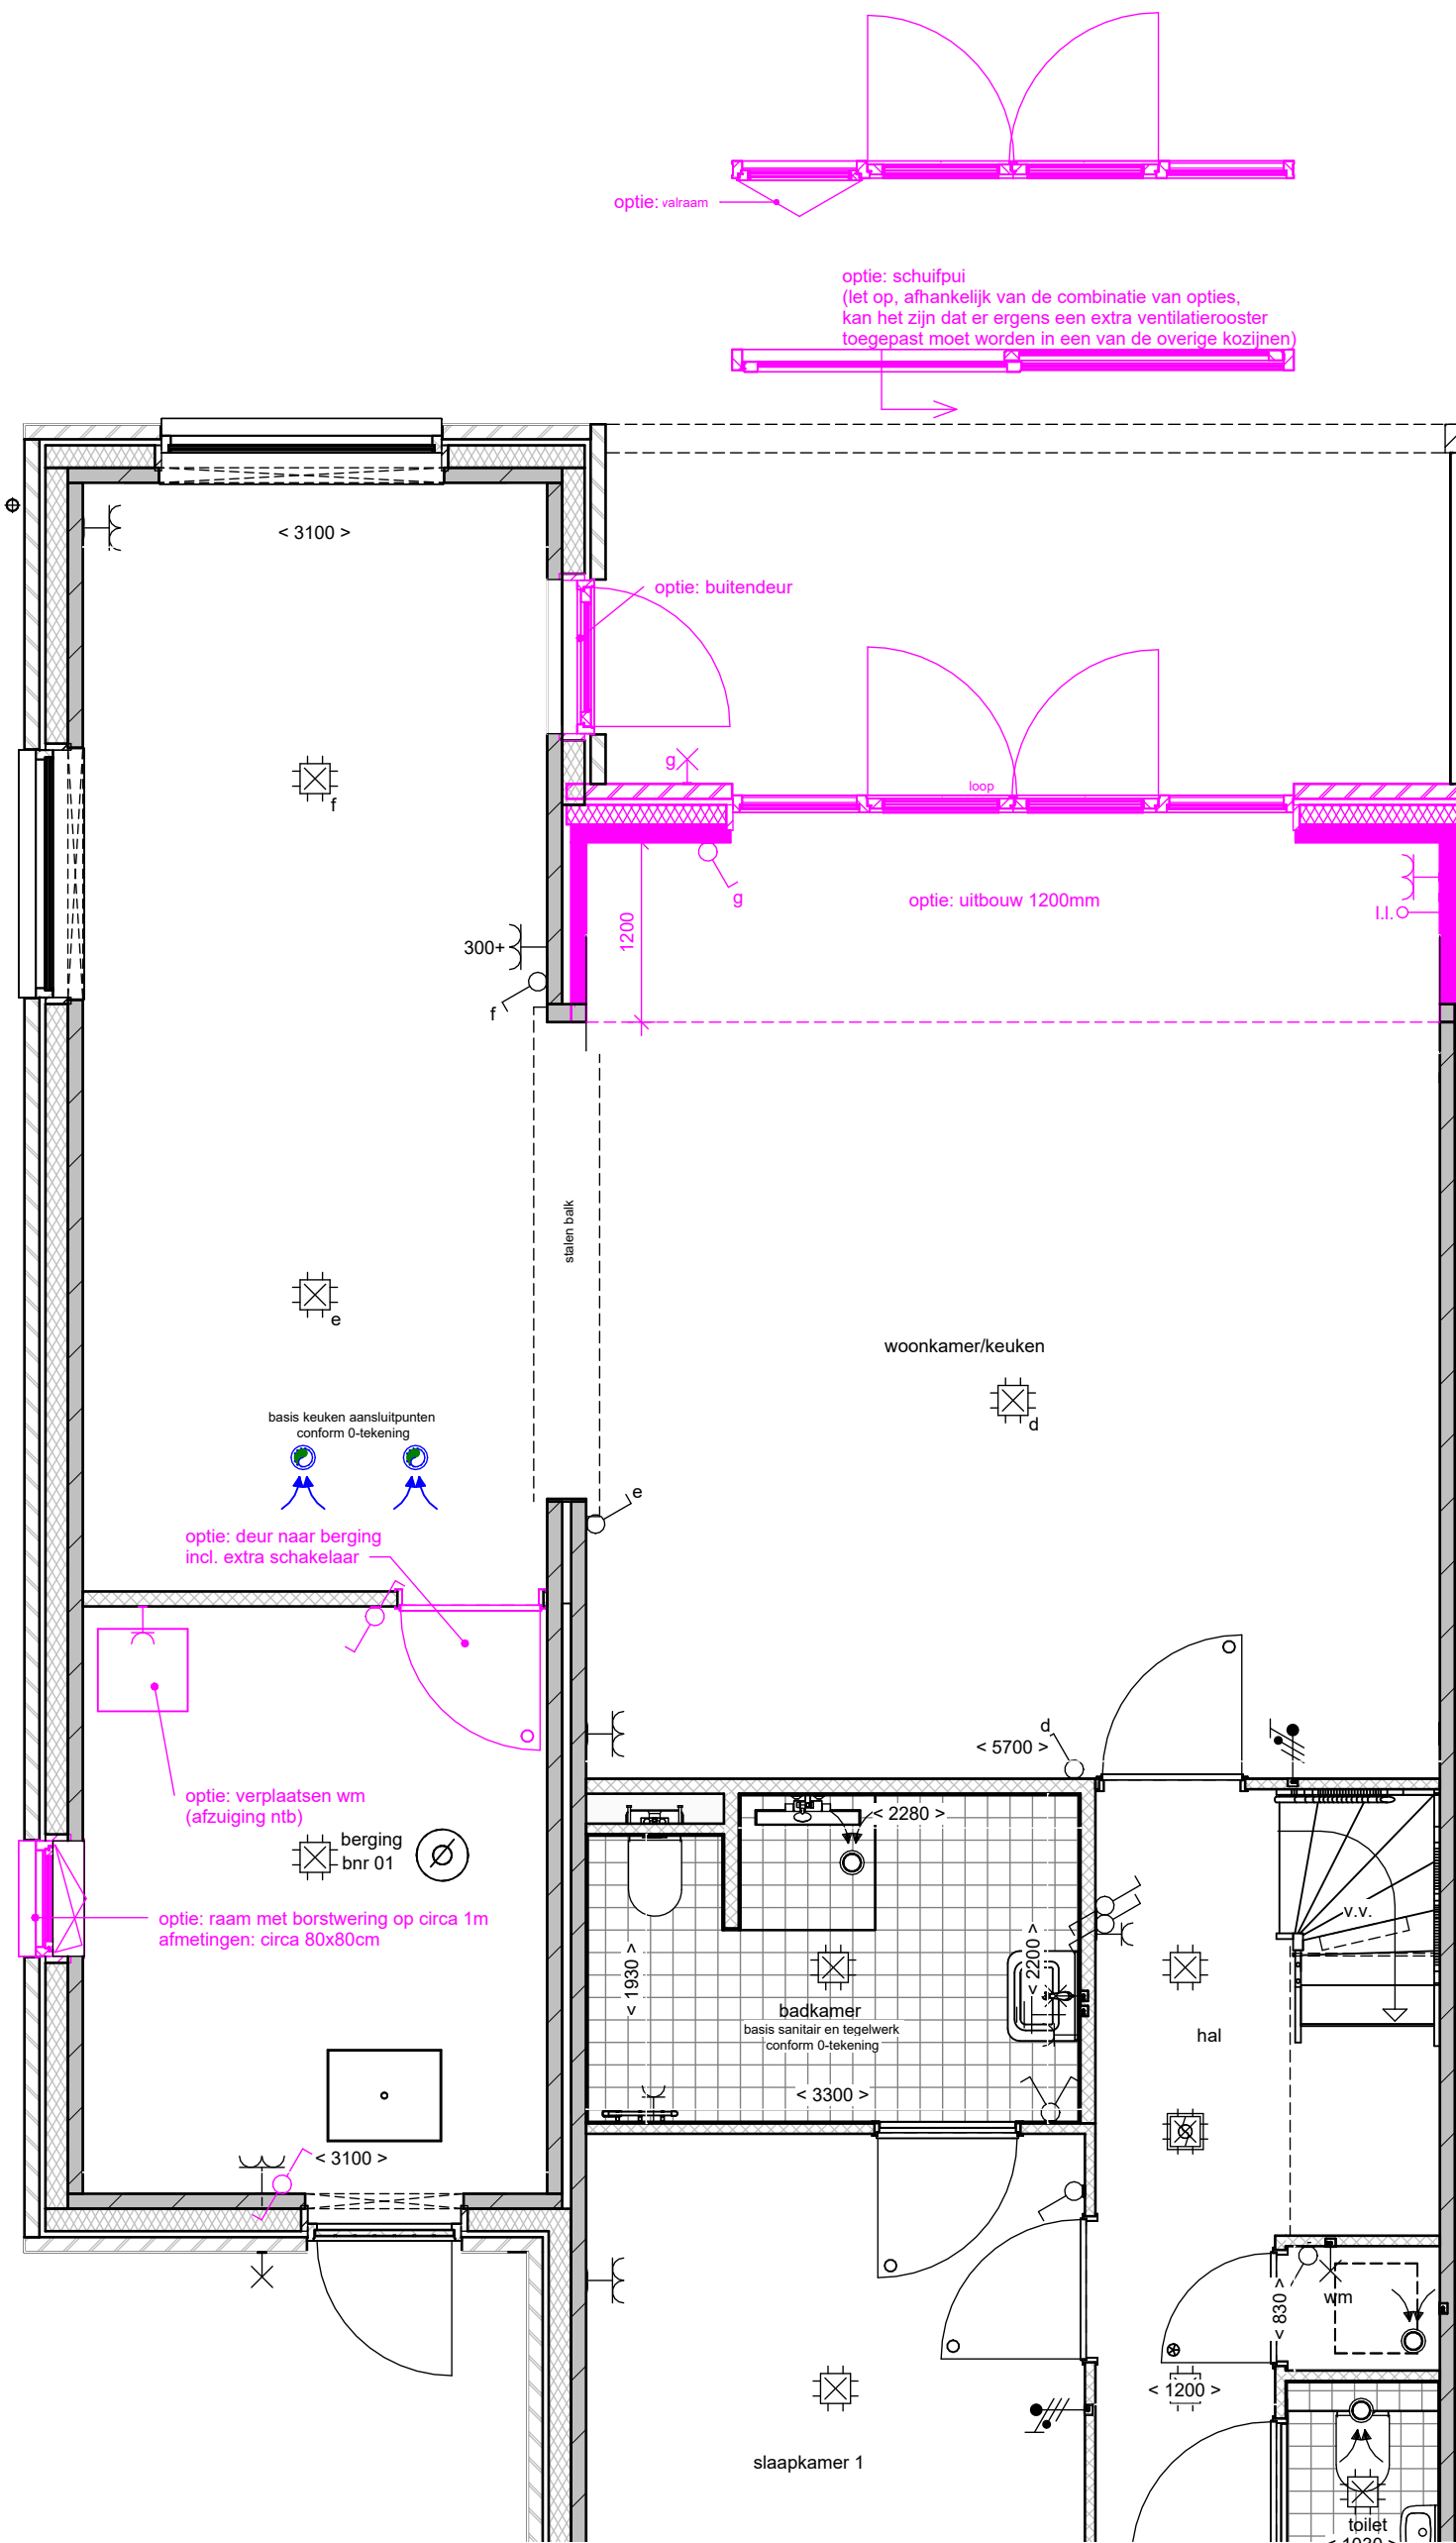 optie: valraam
optie: schuifpui
(let op, afhankelijk van de combinatie van opties,
kan het zijn dat er ergens een extra ventilatierooster
toegepast moet worden in een van de overige kozijnen)
< 3100 >
optie: buitendeur
g
loop
f
g
optie: uitbouw 1200mm
l.l.
1200
300+
f
stalen balk
e
woonkamer/keuken
d
basis keuken aansluitpunten
conform 0-tekening
e
optie: deur naar berging
incl. extra schakelaar
d
< 5700 >
optie: verplaatsen wm
(afzuiging ntb)
< 2280 >
berging
bnr 01
optie: raam met borstwering op circa 1m
afmetingen: circa 80x80cm
v.v.
< 1930 >
< 2200 >
badkamer
basis sanitair en tegelwerk
conform 0-tekening
hal
< 3300 >
< 3100 >
< 830 >
wm
< 1200 >
slaapkamer 1
toilet
< 1030 >